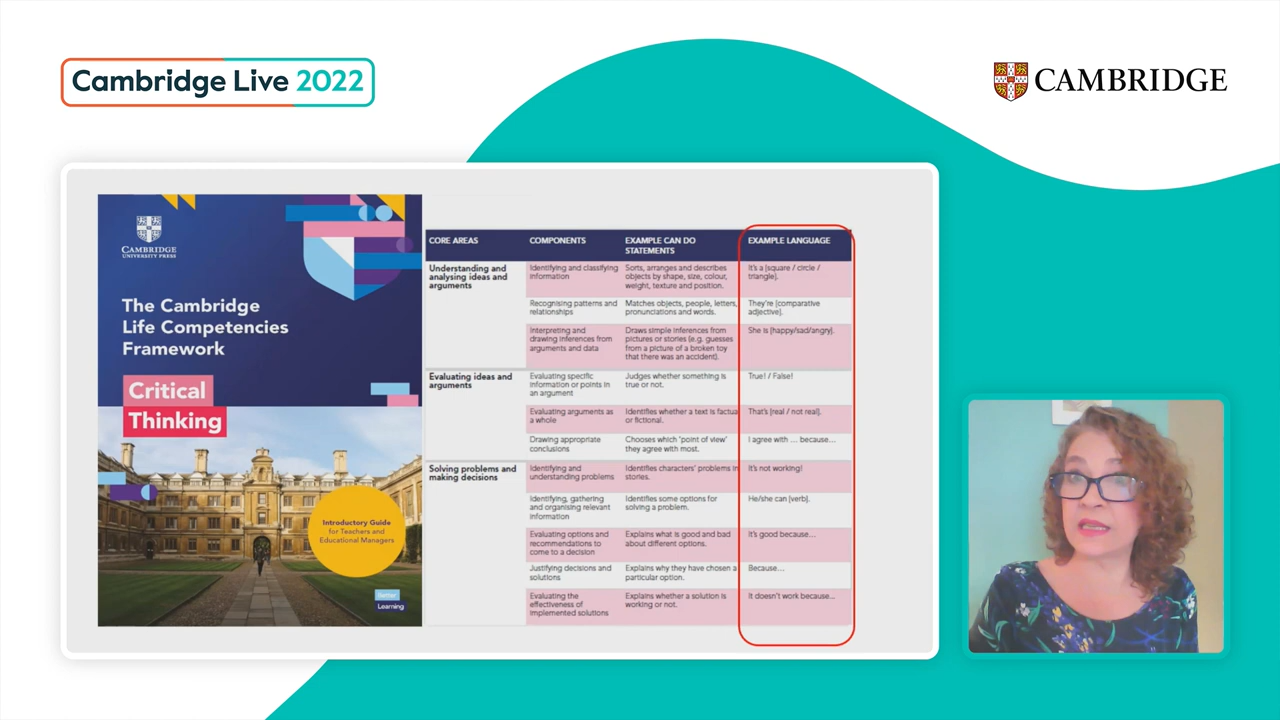 Cambridge Live 2022
CAMBRIDGE
CAMBRIDGE
UNIVERSITY PRESS
The Cambridge
Life Competencies
Framework
Critical
Thinking
Introductory Guide
for Teachers and
Educational Managers
Better
Learning
CORE AREAS
COMPONENTS
EXAMPLE CAN DO
STATEMENTS
EXAMPLE LANGUAGE
Understanding and
analysing ideas and
arguments
Identifying and classifying
information
Sorts, arranges and describes
objects by shape, size, colour,
weight, texture and position.
It's a [square / circle /
triangle].
Recognising patterns and
relationships
Matches objects, people, letters,
pronunciations and words.
They're [comparative
adjective].
Interpreting and
drawing inferences from
arguments and data
Draws simple inferences from
pictures or stories (e.g. guesses
from a picture of a broken toy
that there was an accident).
She is [happy/sad/angry].
Evaluating ideas and
arguments
Evaluating specific
information or points in
an argument
Judges whether something is
true or not.
True! / False!
Evaluating arguments as
a whole
Identifies whether a text is factua
or fictional.
That's [real / not real].
Drawing appropriate
conclusions
Chooses which 'point of view'
they agree with most.
I agree with … because…
Solving problems and
making decisions
Identifying and
understanding problems
Identifies characters' problems in
stories.
It's not working!
Identifying, gathering
and organising relevant
information
Identifies some options for
solving a problem.
He/she can [verb].
Evaluating options and
recommendations to
come to a decision
Explains what is good and bad
about different options.
It's good because…
Justifying decisions and
solutions
Explains why they have chosen a
particular option.
Because…
Evaluating the
effectiveness of
implemented solutions
Explains whether a solution is
working or not.
It doesn't work because…